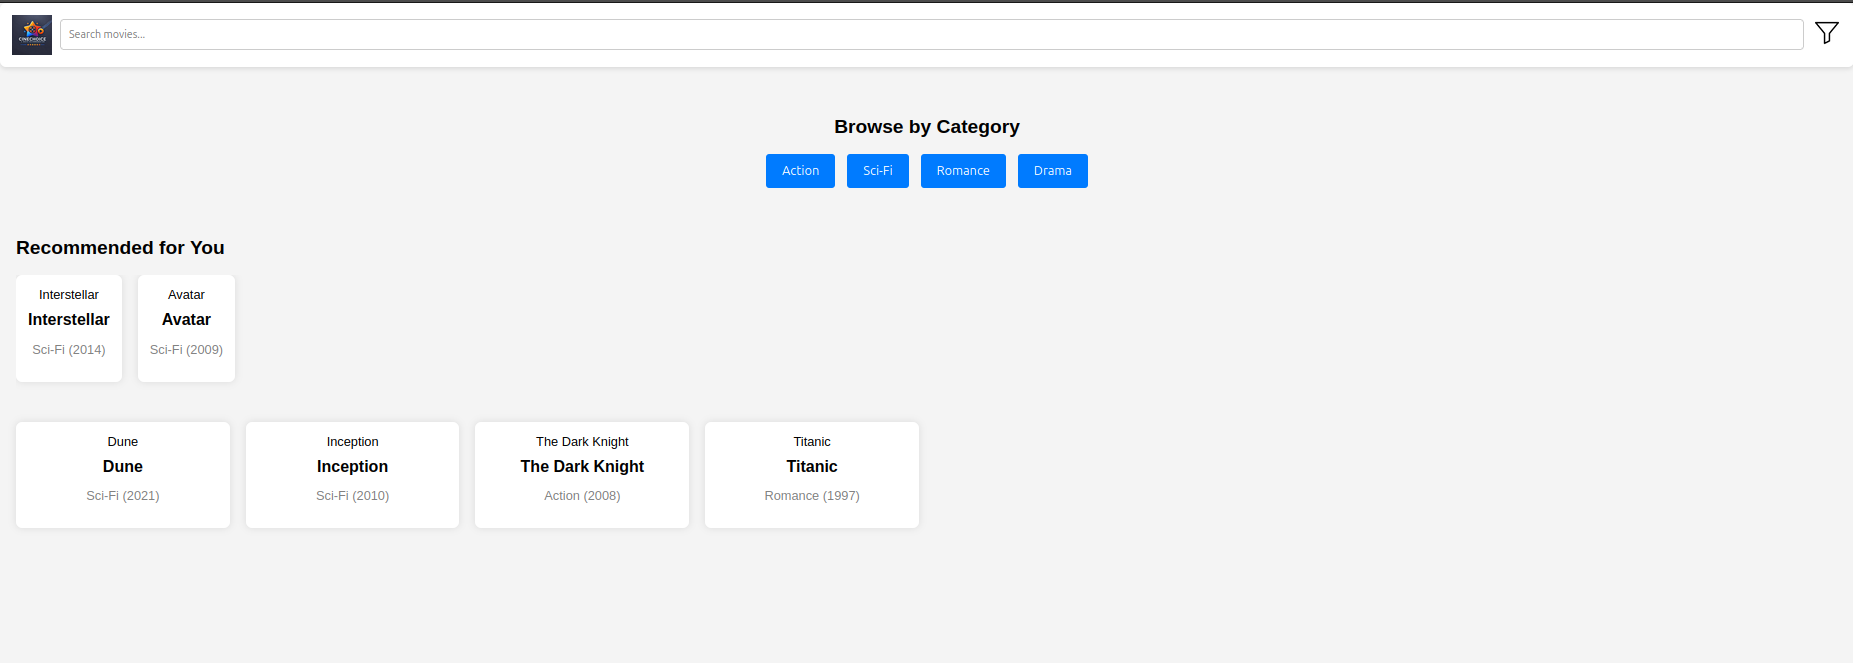 CINECHOICE
Search movies...
Browse by Category
Action
Sci-Fi
Romance
Drama
Recommended for You
Interstellar
Interstellar
Sci-Fi (2014)
Avatar
Avatar
Sci-Fi (2009)
Dune
Dune
Sci-Fi (2021)
Inception
Inception
Sci-Fi (2010)
The Dark Knight
The Dark Knight
Action (2008)
Titanic
Titanic
Romance (1997)